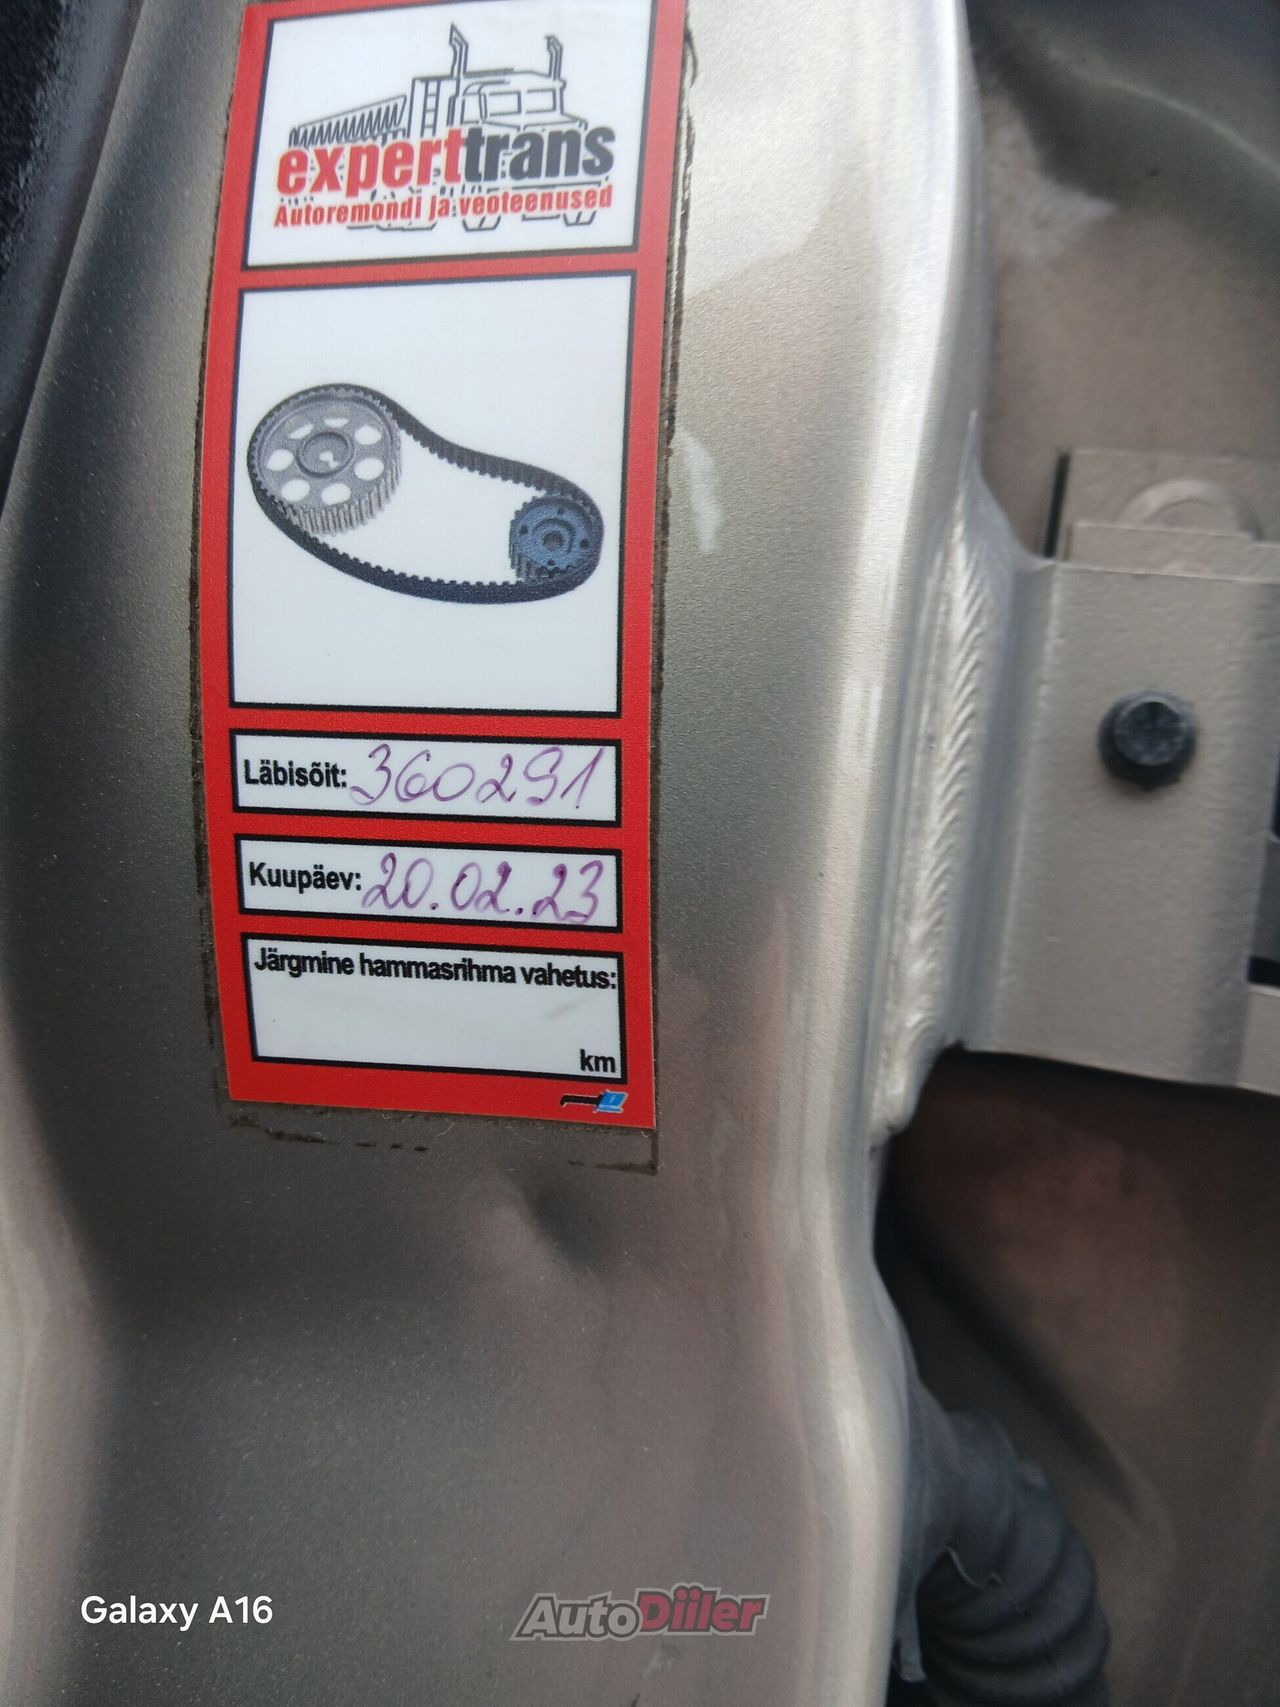 experttrans
Autoremondi ja veoteenused
Läbisõit: 360291
Kuupäev: 20.02.23
Järgmine hammasrihma vahetus:
km
Galaxy A16
AutoDiiler